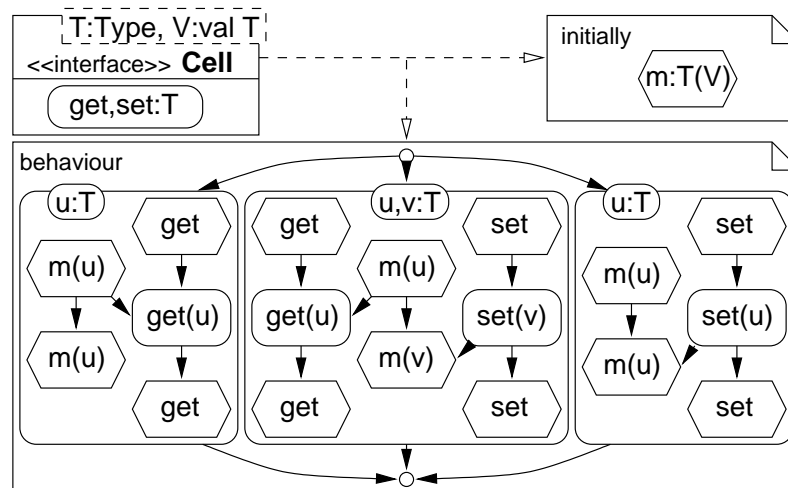 T:Type, V:val T
<<interface>> Cell
get,set:T
initially
m:T(V)
behaviour
u:T
get
m(u)
get(u)
m(u)
get
u,v:T
get
set
m(u)
get(u)
set(v)
m(v)
get
set
u:T
set
m(u)
set(u)
m(u)
set